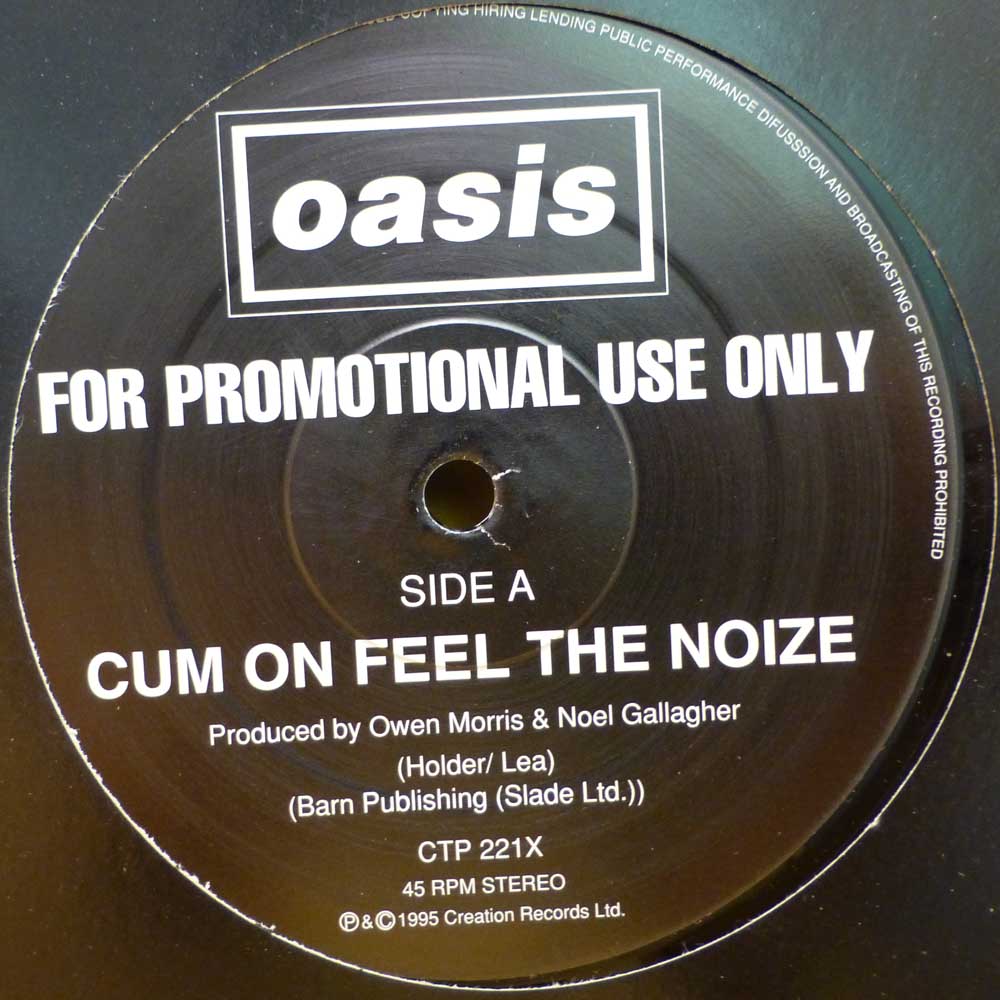 COPYING HIRING LENDING PUBLIC PERFORMANCE DIFUSSSION AND BROADCASTING OF THIS RECORDING PROHIBITED
oasis
FOR PROMOTIONAL USE ONLY
SIDE A
CUM ON FEEL THE NOIZE
Produced by Owen Morris & Noel Gallagher
(Holder/ Lea)
(Barn Publishing (Slade Ltd.))
CTP 221X
45 RPM STEREO
℗ & © 1995 Creation Records Ltd.